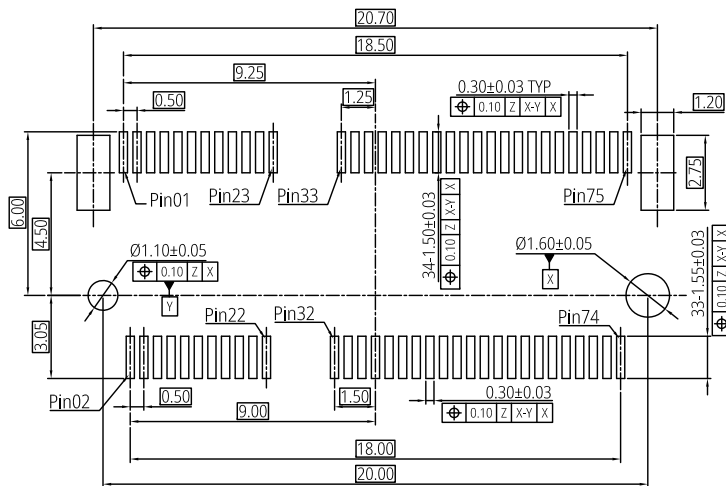 20.70
18.50
9.25
0.50
1.25
0.30±0.03 TYP
0.10 Z X-Y X
1.20
6.00
4.50
2.75
Pin01
Pin23
Pin33
Pin75
34-1.50±0.03
0.10 Z X-Y X
Ø1.10±0.05
0.10 Z X
Y
Ø1.60±0.05
X
33-1.55±0.03
0.10 Z X-Y X
3.05
Pin22
Pin32
Pin74
Pin02
0.50
1.50
0.30±0.03
0.10 Z X-Y X
9.00
18.00
20.00